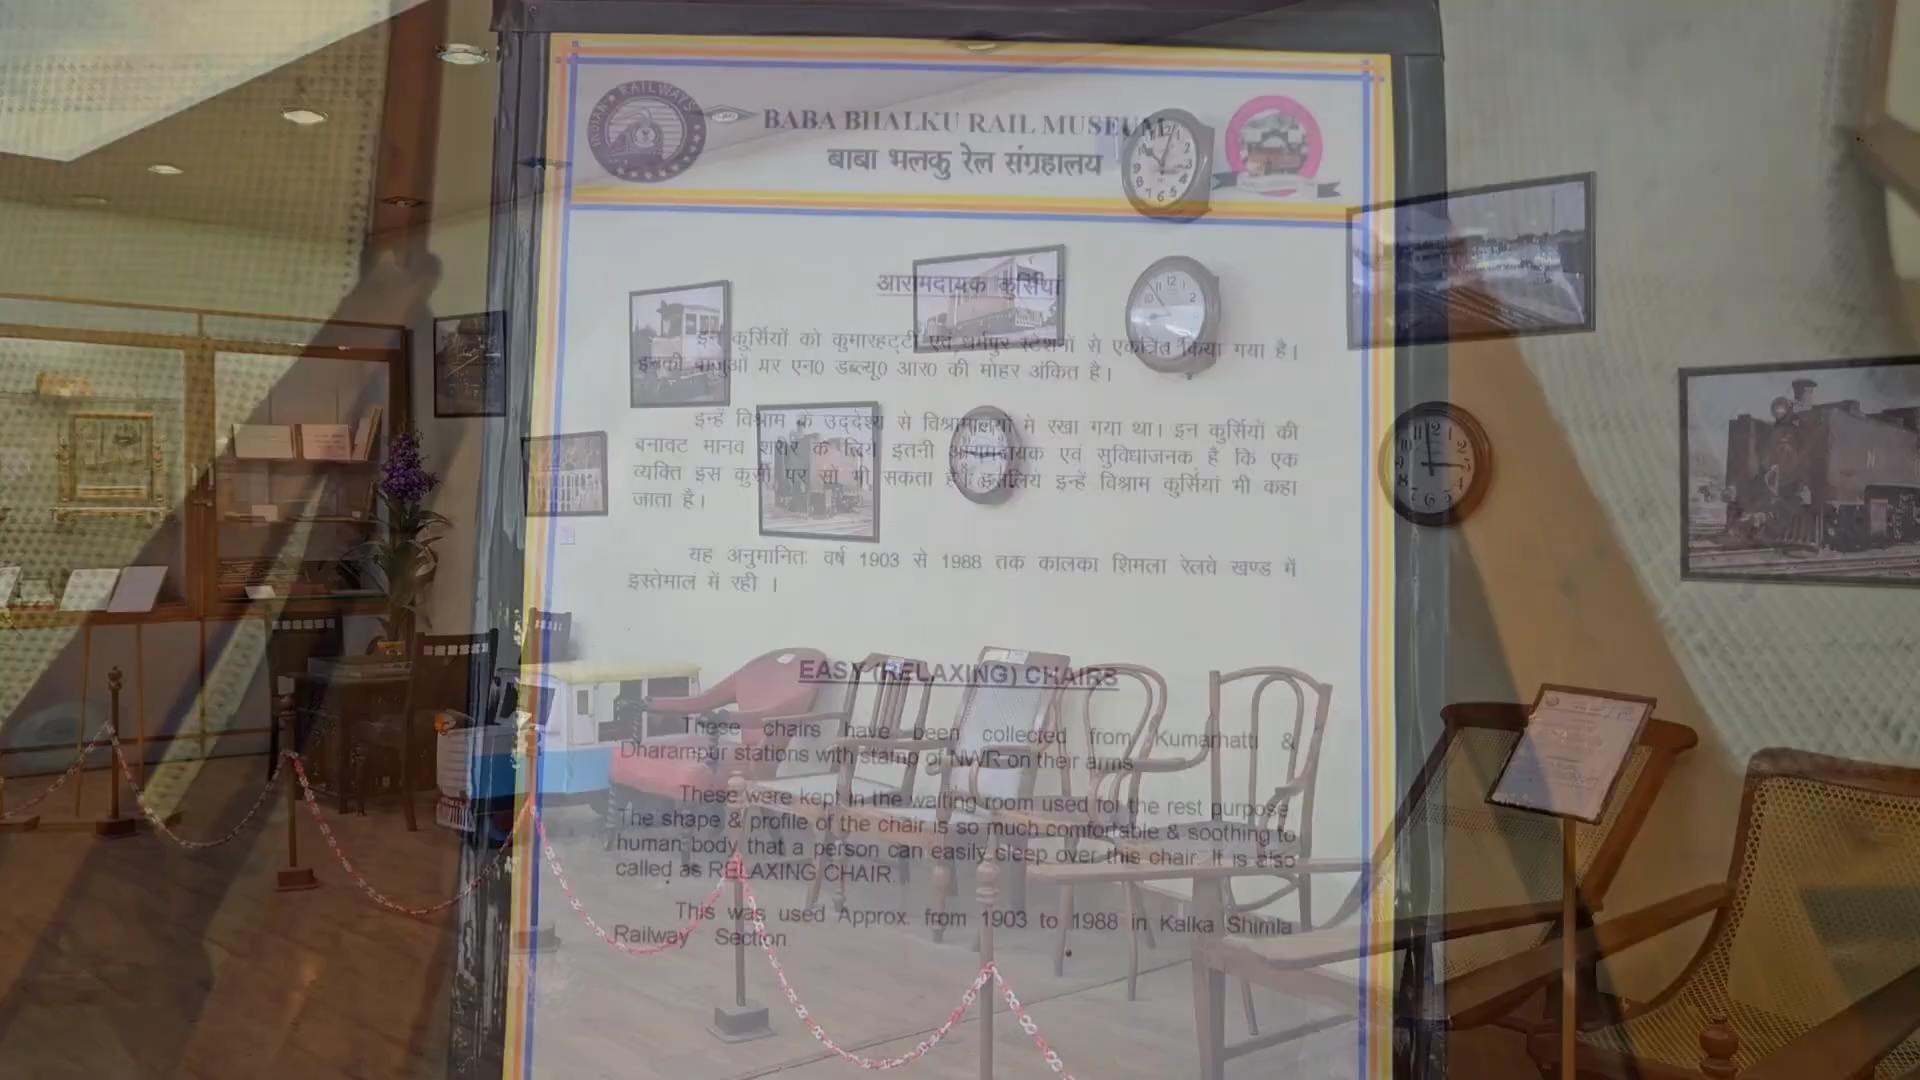 INDIAN RAILWAYS
BABA BHALKU RAIL MUSEUM
बाबा भलकु रेल संग्रहालय
आरामदायक कुर्सियां
इन कुर्सियों को कुमारहट्टी एवं धर्मपुर स्टेशनों से एकत्रित किया गया है।
इनकी बाजुओं पर एन0 डब्ल्यू0 आर0 की मोहर अंकित है।
इन्हें विश्राम के उद्देश्य से विश्रामालयों मे रखा गया था। इन कुर्सियों की
बनावट मानव शरीर के लिये इतनी आरामदायक एवं सुविधाजनक है कि एक
व्यक्ति इस कुर्सी पर सो भी सकता है। इसलिये इन्हें विश्राम कुर्सियां भी कहा
जाता है।
यह अनुमानितः वर्ष 1903 से 1988 तक कालका शिमला रेलवे खण्ड में
इस्तेमाल में रही ।
EASY (RELAXING) CHAIRS
These chairs have been collected from Kumarhatti &
Dharampur stations with stamp of NWR on their arms
These were kept in the waiting room used for the rest purpose
The shape & profile of the chair is so much comfortable & soothing to
human body that a person can easily sleep over this chair. It is also
called as RELAXING CHAIR.
This was used Approx. from 1903 to 1988 in Kalka Shimla
Railway Section